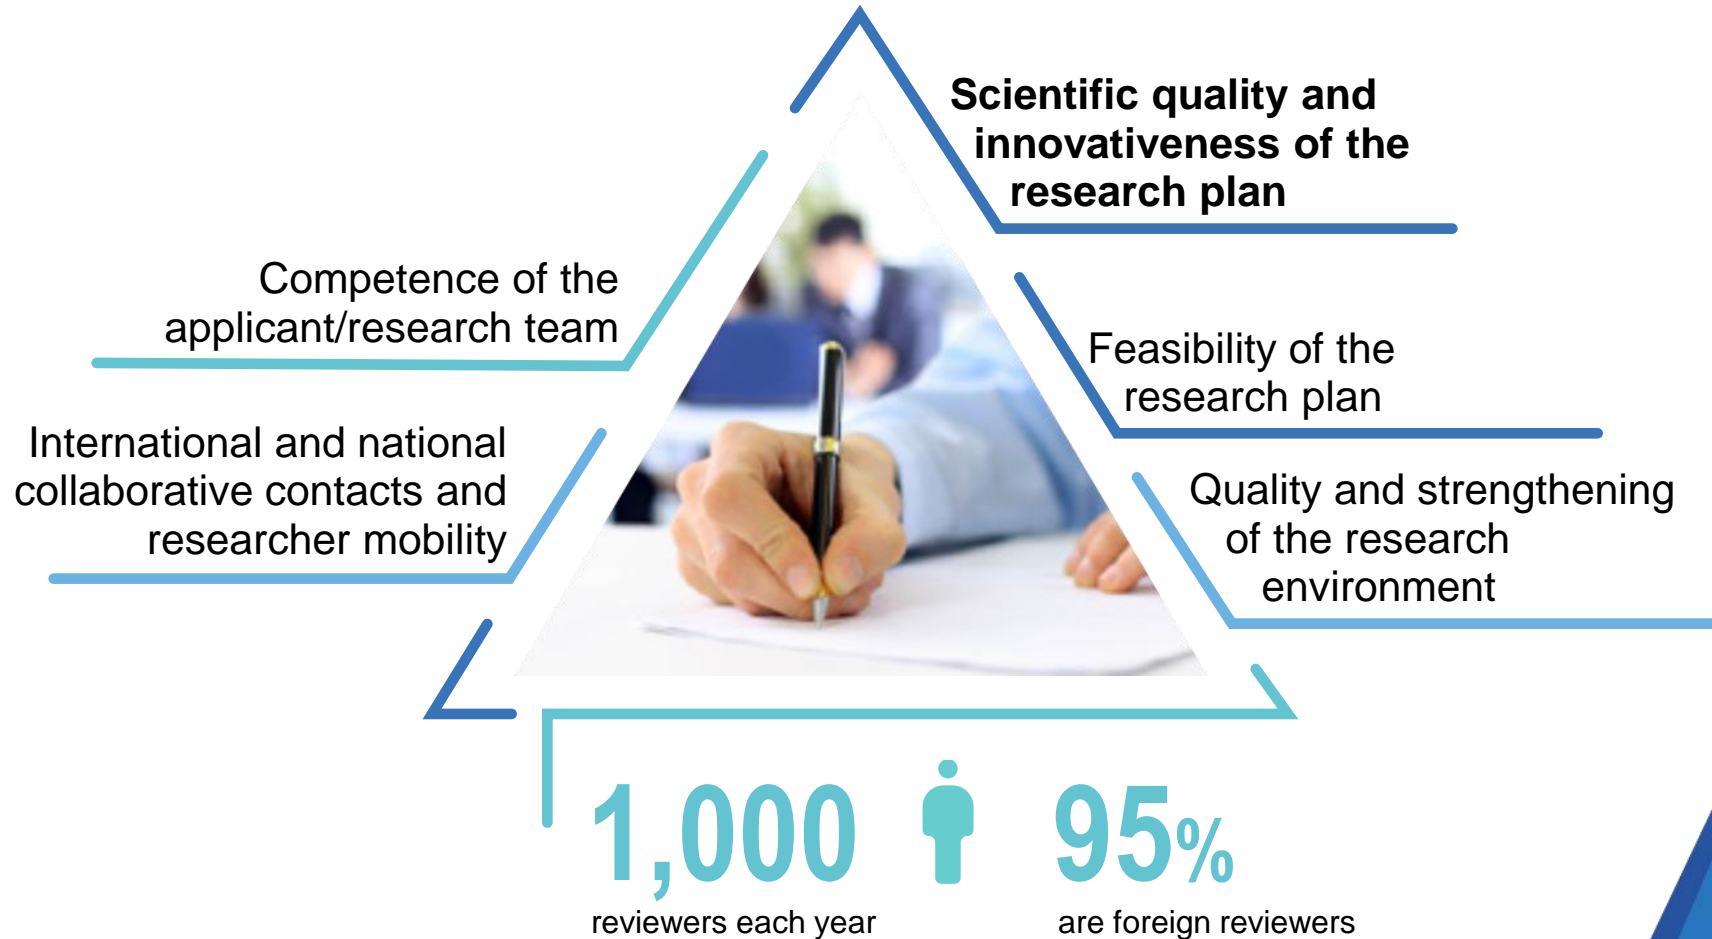 Scientific quality and
innovativeness of the
research plan
Competence of the
applicant/research team
Feasibility of the
research plan
International and national
collaborative contacts and
researcher mobility
Quality and strengthening
of the research
environment
1,000
reviewers each year
95%
are foreign reviewers